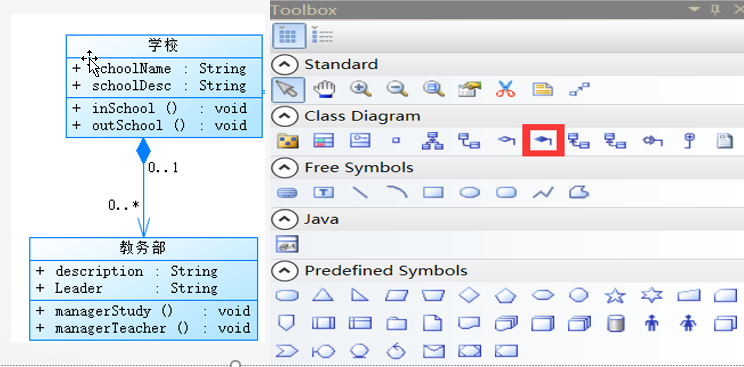 学校
+ schoolName : String
+ schoolDesc : String
+ inSchool () : void
+ outSchool () : void
0..1
0..*
教务部
+ description : String
+ Leader : String
+ managerStudy () : void
+ managerTeacher () : void
Toolbox
Standard
Class Diagram
Free Symbols
Java
Predefined Symbols